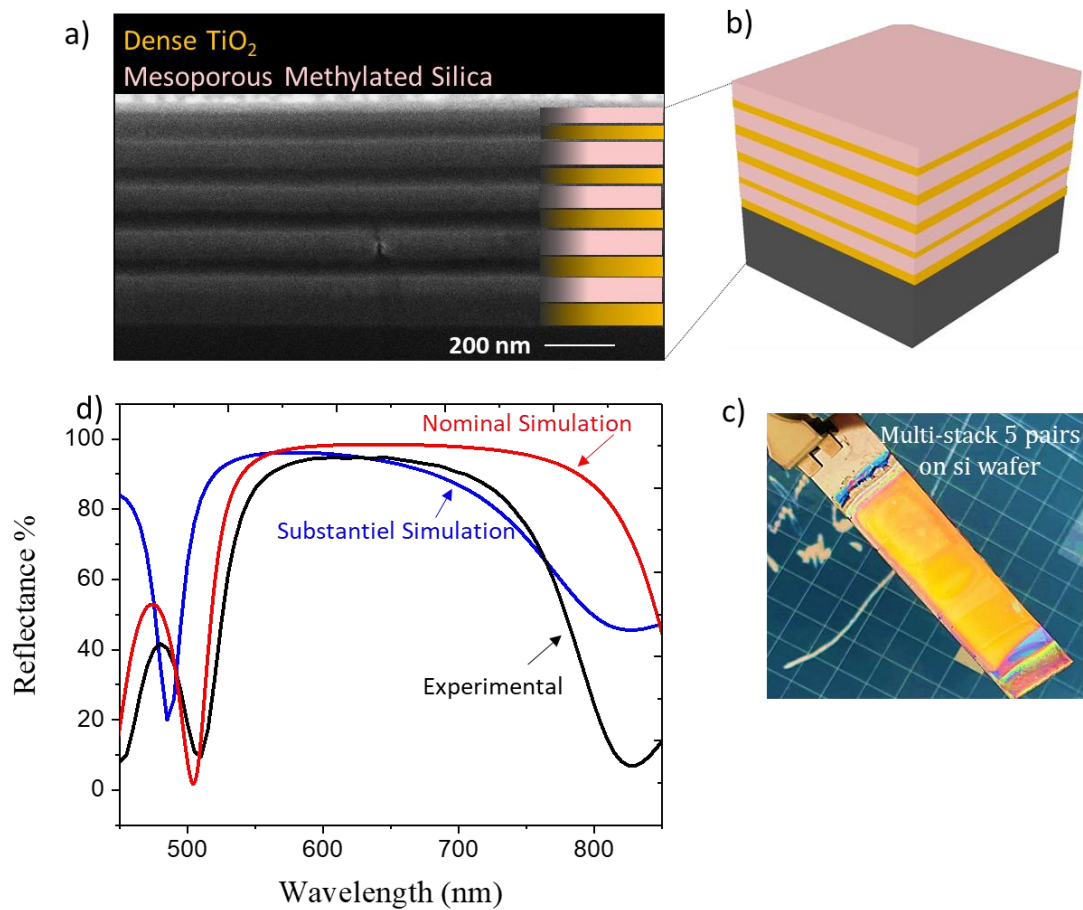 a)
Dense TiO₂
Mesoporous Methylated Silica
200 nm
b)
d)
100
80
60
40
20
0
Reflectance %
Nominal Simulation
Substantiel Simulation
Experimental
500
600
700
800
Wavelength (nm)
c)
Multi-stack 5 pairs
on si wafer